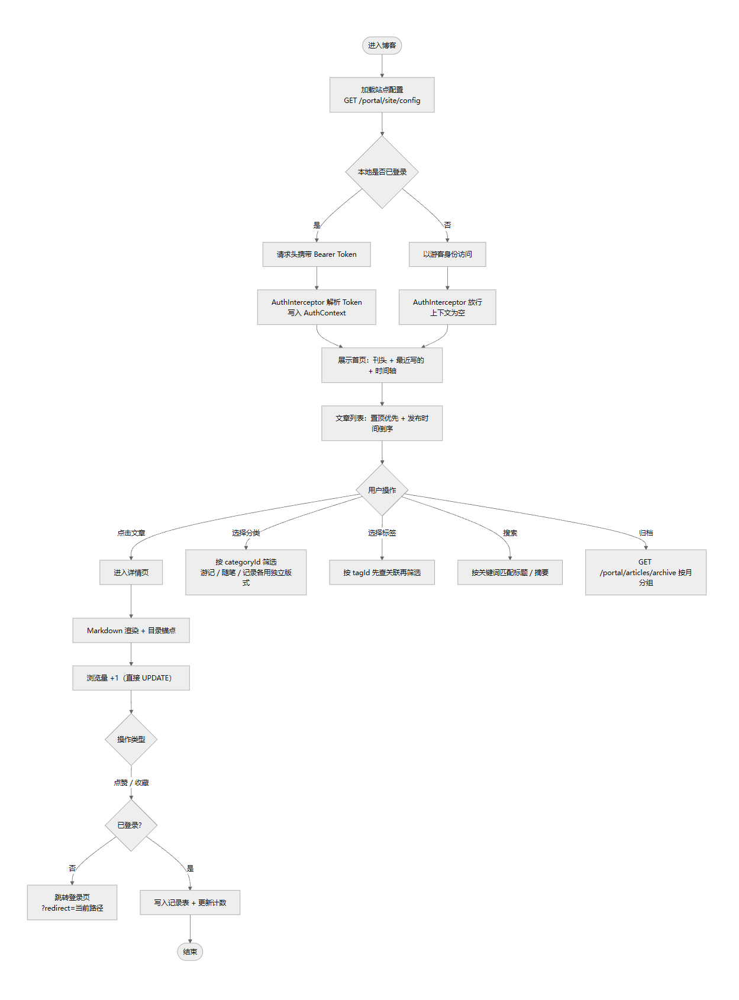 进入博客
加载站点配置
GET /portal/site/config
本地是否已登录
是
否
请求头携带 Bearer Token
以游客身份访问
AuthInterceptor 解析 Token
写入 AuthContext
AuthInterceptor 放行
上下文为空
展示首页：刊头 + 最近写的
+ 时间轴
文章列表：置顶优先 + 发布时
间倒序
用户操作
点击文章
选择分类
选择标签
搜索
归档
进入详情页
按 categoryId 筛选
游记 / 随笔 / 记录各用独立版
式
按 tagId 先查关联再筛选
按关键词匹配标题 / 摘要
GET
/portal/articles/archive 按月
分组
Markdown 渲染 + 目录锚点
浏览量 +1（直接 UPDATE）
操作类型
点赞 / 收藏
已登录？
否
是
跳转登录页
?redirect=当前路径
写入记录表 + 更新计数
结束